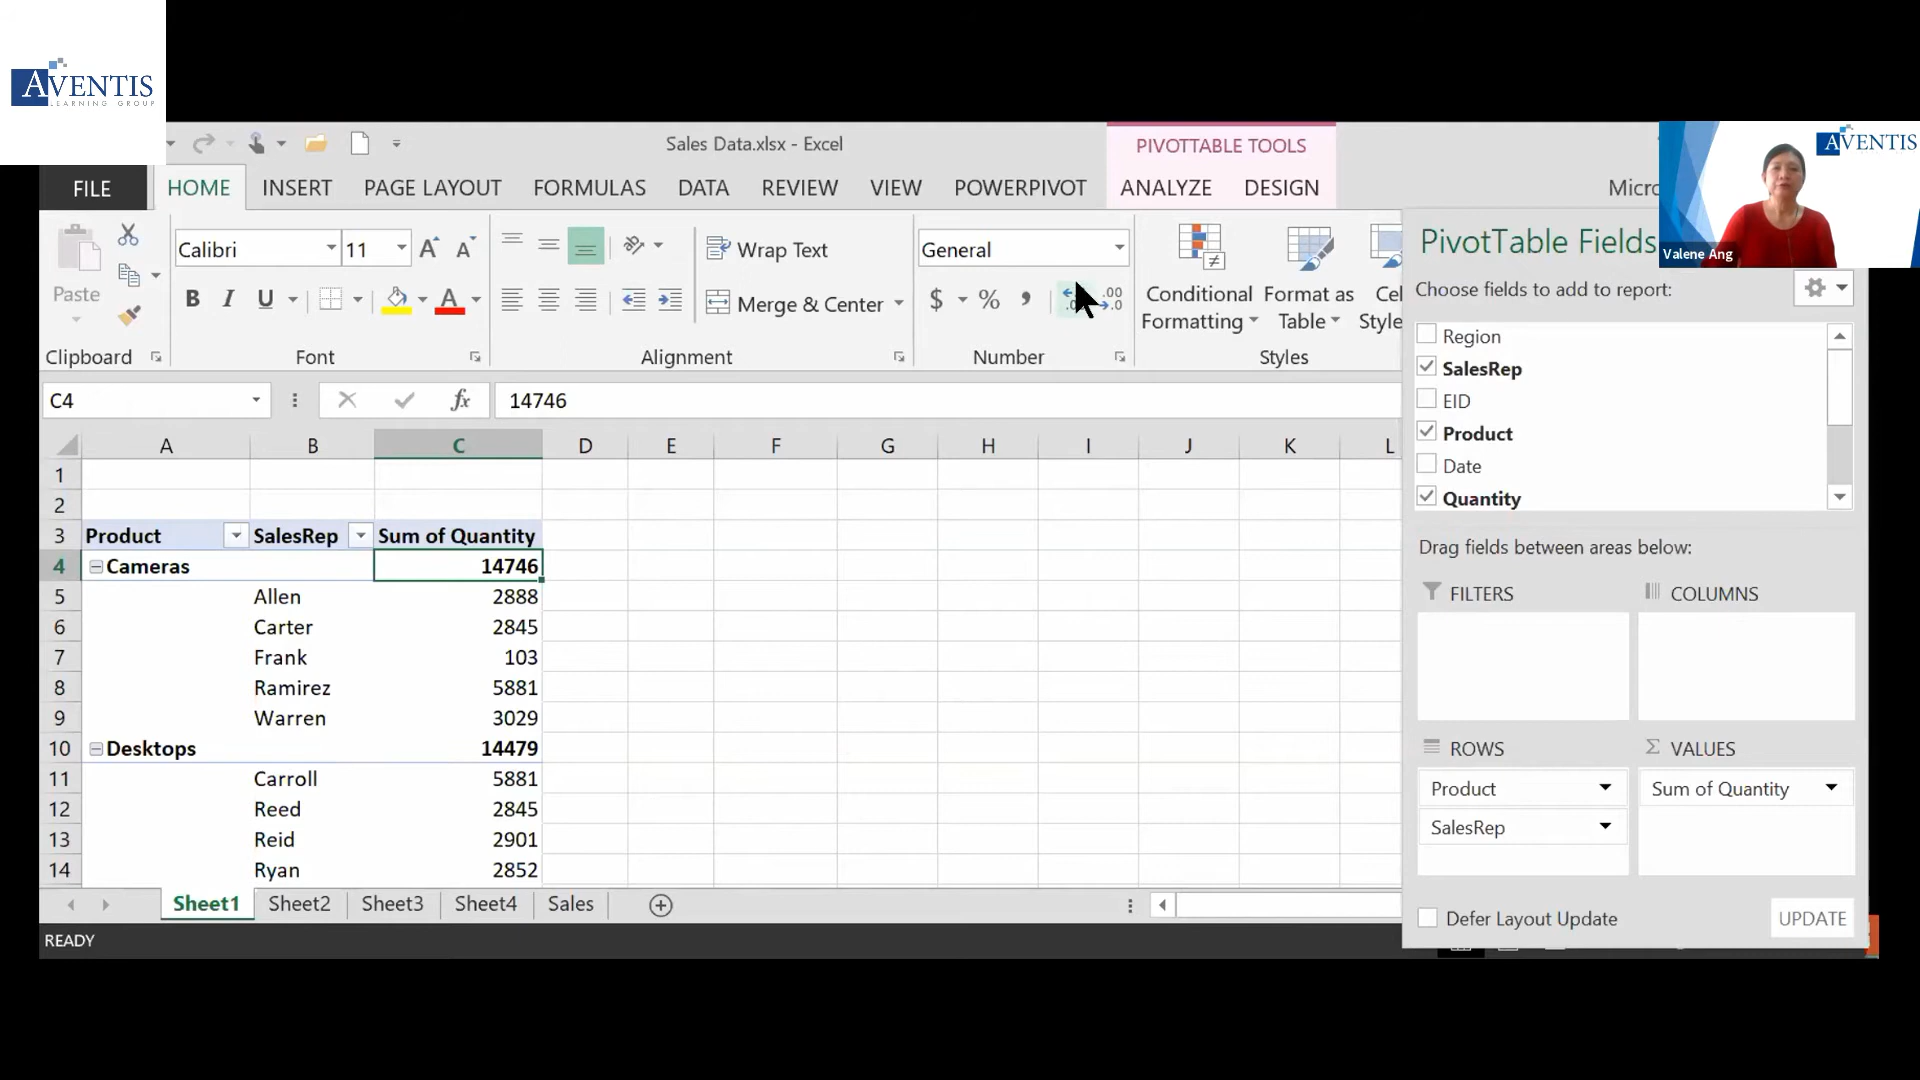 AVENTIS
LEARNING GROUP
Sales Data.xlsx - Excel
PIVOTTABLE TOOLS
AVENTIS
FILE HOME INSERT PAGE LAYOUT FORMULAS DATA REVIEW VIEW POWERPIVOT ANALYZE DESIGN Micro
Valene Ang
Calibri 11 Wrap Text General
Paste B I U Merge & Center $ % , .00 .0
Conditional Formatting Format as Table Cel Style
Clipboard Font Alignment Number Styles
C4 fx 14746
A B C D E F G H I J K L
1
2
3 Product SalesRep Sum of Quantity
4 Cameras 14746
5 Allen 2888
6 Carter 2845
7 Frank 103
8 Ramirez 5881
9 Warren 3029
10 Desktops 14479
11 Carroll 5881
12 Reed 2845
13 Reid 2901
14 Ryan 2852
Sheet1 Sheet2 Sheet3 Sheet4 Sales
READY
PivotTable Fields
Choose fields to add to report:
Region
SalesRep
EID
Product
Date
Quantity
Drag fields between areas below:
FILTERS COLUMNS
ROWS VALUES
Product Sum of Quantity
SalesRep
Defer Layout Update UPDATE